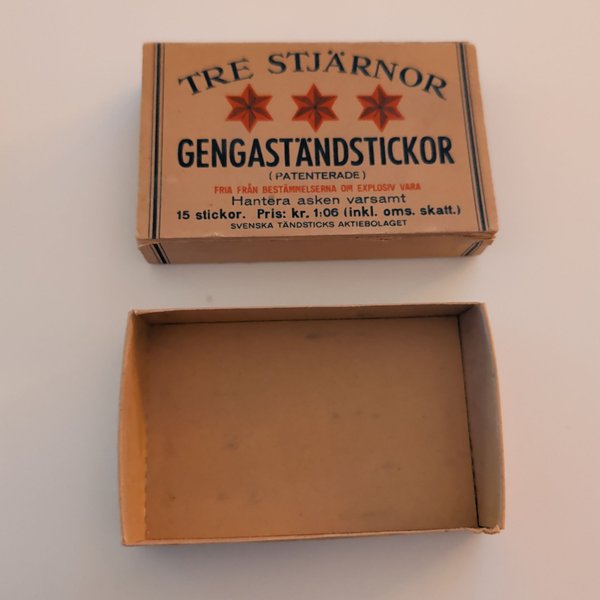 TRE STJÄRNOR
GENGASTÄNDSTICKOR
(PATENTERADE)
FRIA FRÅN BESTÄMMELSERNA OM EXPLOSIV VARA
Hantera asken varsamt
15 stickor. Pris: kr. 1:06 (inkl. oms. skatt.)
SVENSKA TÄNDSTICKS AKTIEBOLAGET